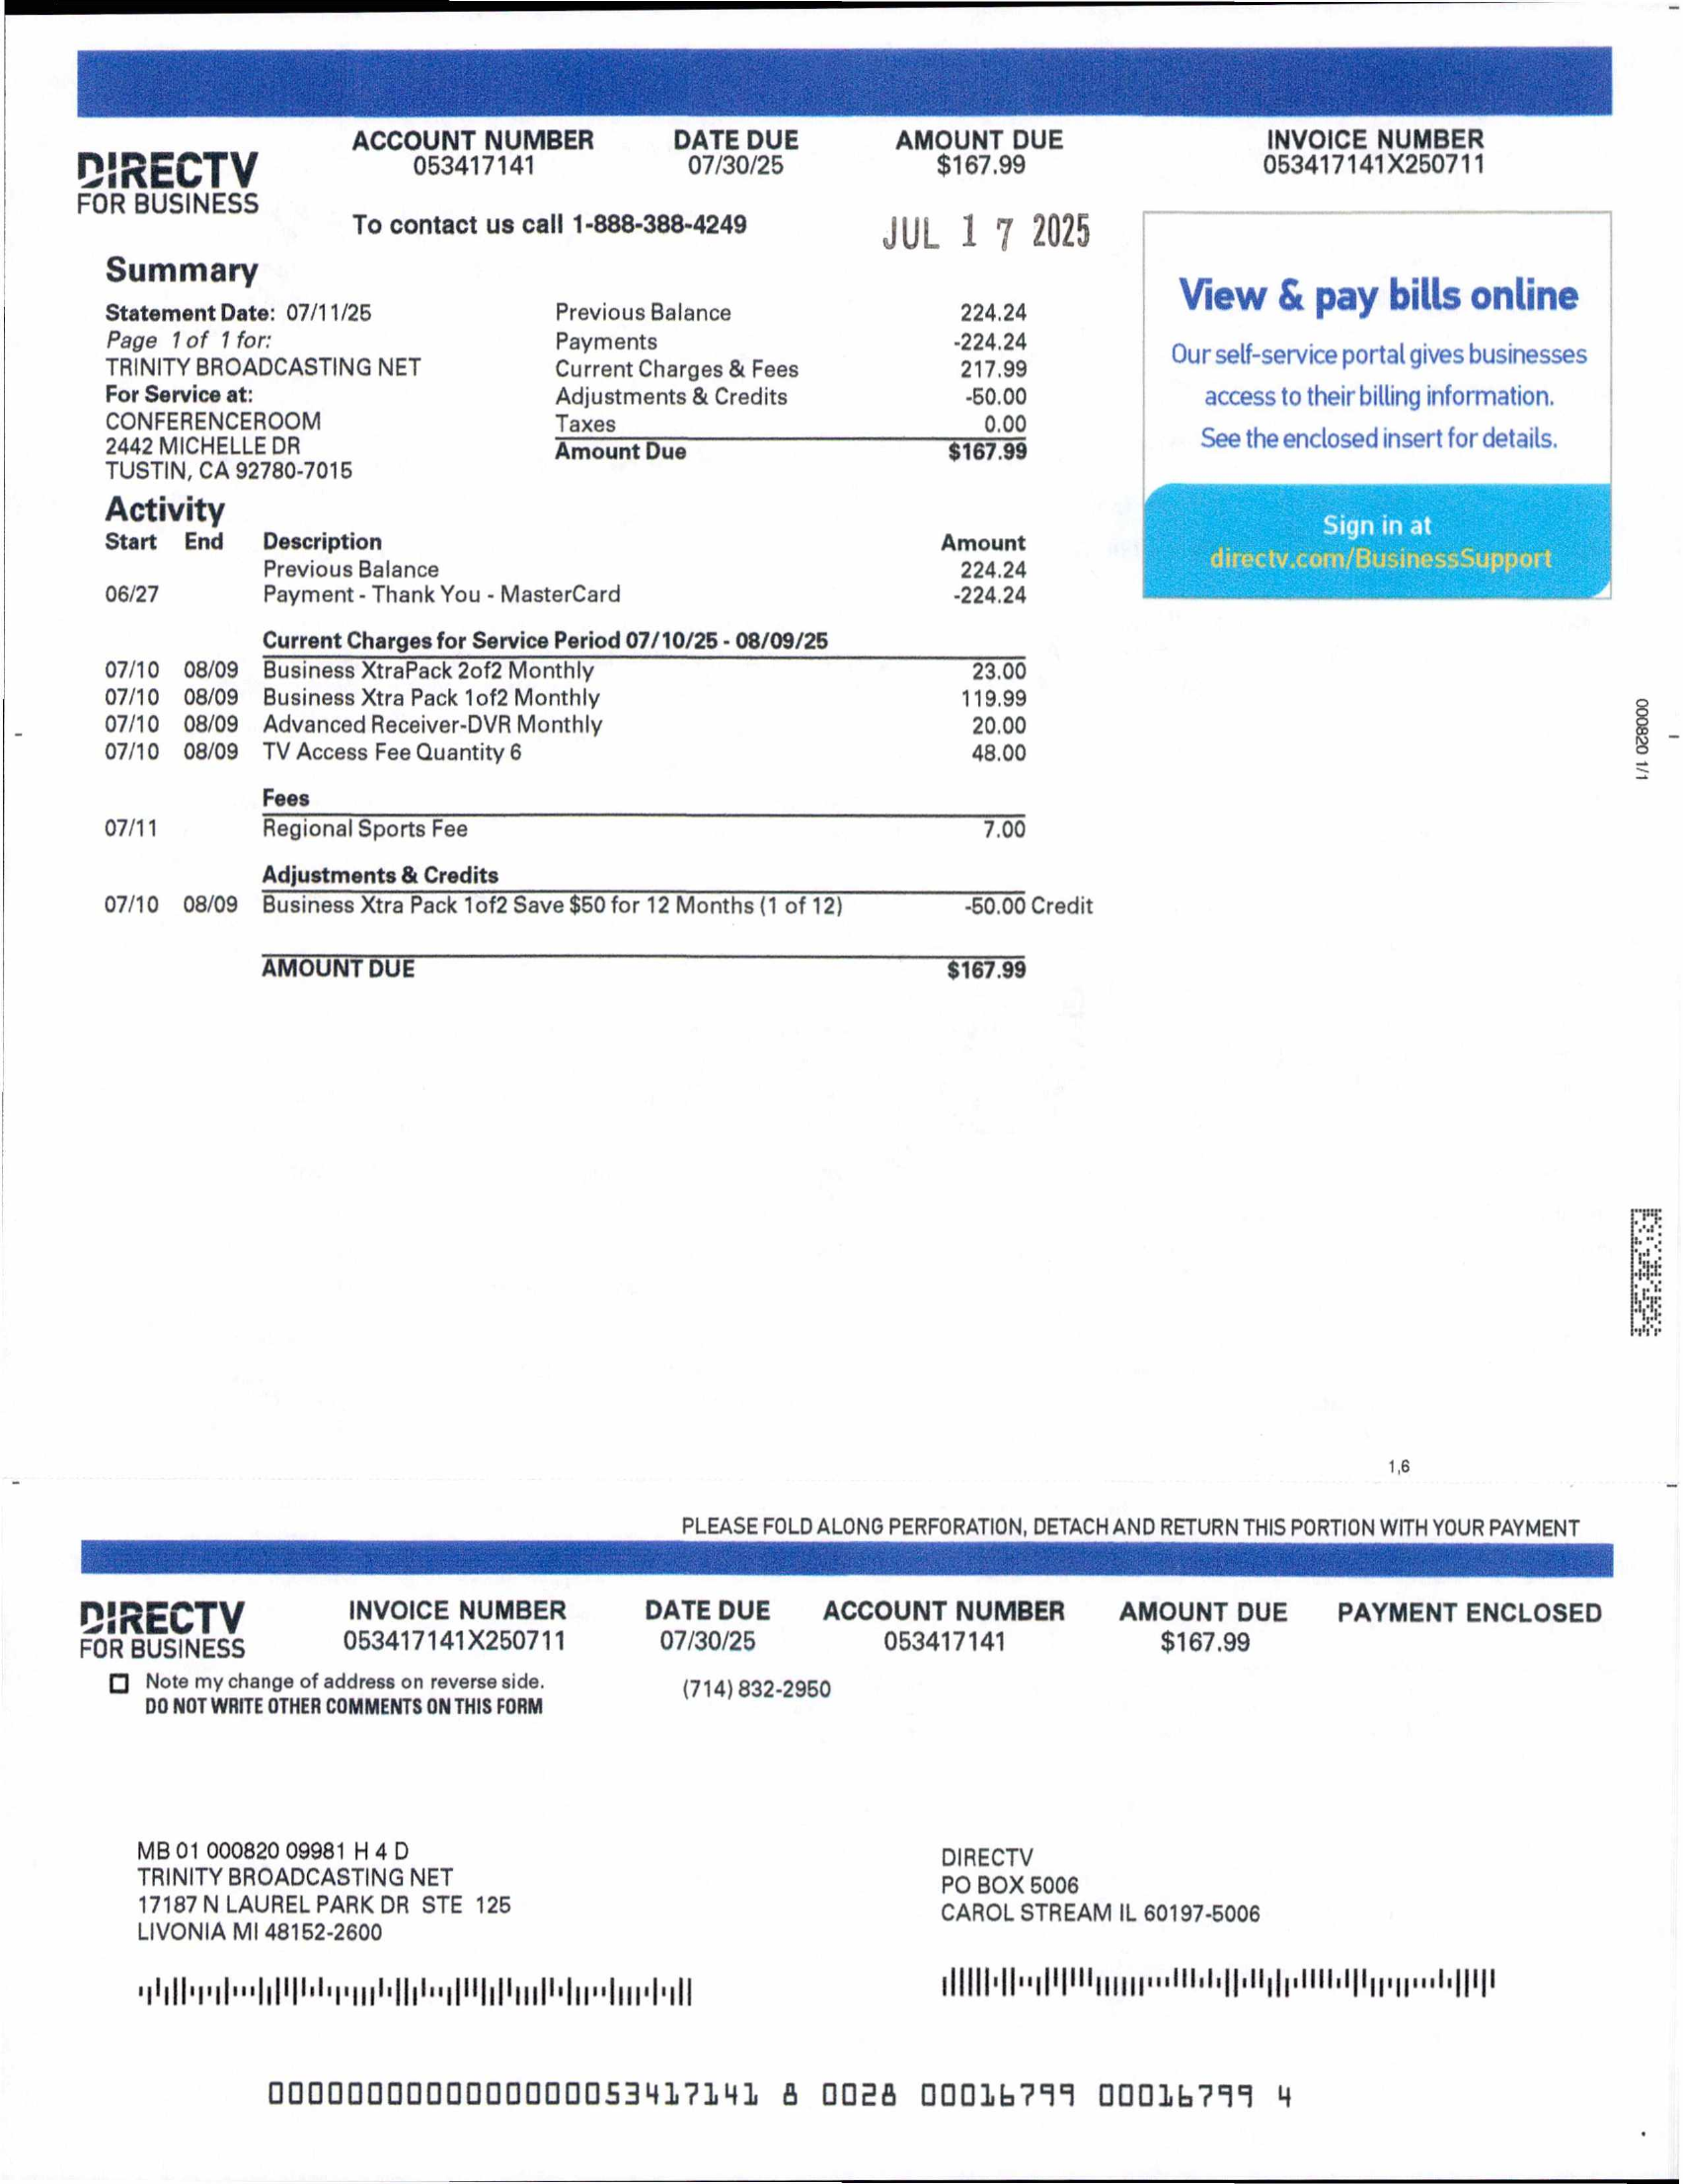 DIRECTV
FOR BUSINESS
ACCOUNT NUMBER
053417141
DATE DUE
07/30/25
AMOUNT DUE
$167.99
INVOICE NUMBER
053417141X250711
To contact us call 1-888-388-4249
JUL 17 2025
Summary
Statement Date: 07/11/25
Page 1 of 1 for:
TRINITY BROADCASTING NET
For Service at:
CONFERENCEROOM
2442 MICHELLE DR
TUSTIN, CA 92780-7015
Previous Balance 224.24
Payments -224.24
Current Charges & Fees 217.99
Adjustments & Credits -50.00
Taxes 0.00
Amount Due $167.99
View & pay bills online
Our self-service portal gives businesses
access to their billing information.
See the enclosed insert for details.
Sign in at
directv.com/BusinessSupport
Activity
Start End Description Amount
Previous Balance 224.24
06/27 Payment - Thank You - MasterCard -224.24
Current Charges for Service Period 07/10/25 - 08/09/25
07/10 08/09 Business XtraPack 2of2 Monthly 23.00
07/10 08/09 Business Xtra Pack 1of2 Monthly 119.99
07/10 08/09 Advanced Receiver-DVR Monthly 20.00
07/10 08/09 TV Access Fee Quantity 6 48.00
Fees
07/11 Regional Sports Fee 7.00
Adjustments & Credits
07/10 08/09 Business Xtra Pack 1of2 Save $50 for 12 Months (1 of 12) -50.00 Credit
AMOUNT DUE $167.99
000820 1/1
1,6
PLEASE FOLD ALONG PERFORATION, DETACH AND RETURN THIS PORTION WITH YOUR PAYMENT
DIRECTV
FOR BUSINESS
INVOICE NUMBER
053417141X250711
DATE DUE
07/30/25
ACCOUNT NUMBER
053417141
AMOUNT DUE
$167.99
PAYMENT ENCLOSED
Note my change of address on reverse side.
DO NOT WRITE OTHER COMMENTS ON THIS FORM
(714) 832-2950
MB 01 000820 09981 H 4 D
TRINITY BROADCASTING NET
17187 N LAUREL PARK DR STE 125
LIVONIA MI 48152-2600
DIRECTV
PO BOX 5006
CAROL STREAM IL 60197-5006
00000000000000000053417141 8 0028 00016799 00016799 4